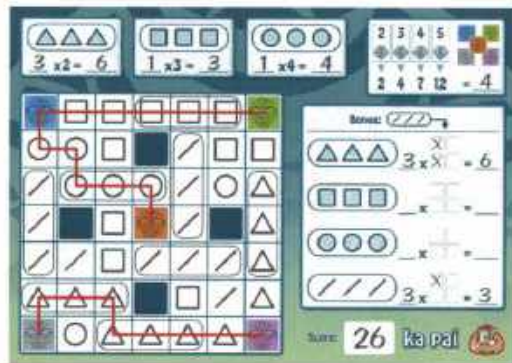 3 x2 = 6
1 x3 = 3
1 x4 = 4
2 3 4 5
2 4 7 12 = 4
Bonus:
3 x X X = 6
_ x _ = _
_ x _ = _
3 x X = 3
Score: 26 ka pai